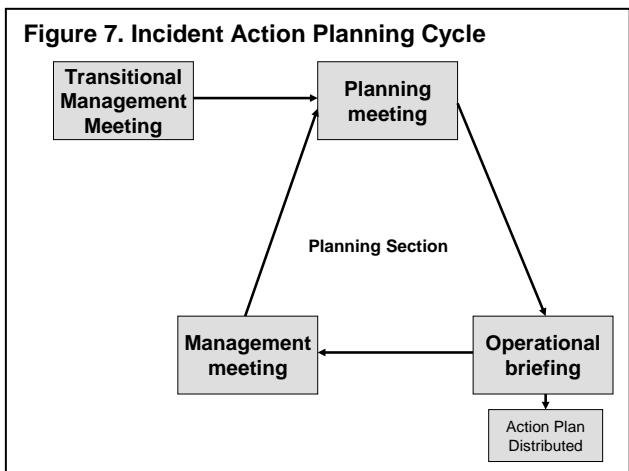 Figure 7. Incident Action Planning Cycle
Transitional
Management
Meeting
Planning
meeting
Planning Section
Management
meeting
Operational
briefing
Action Plan
Distributed